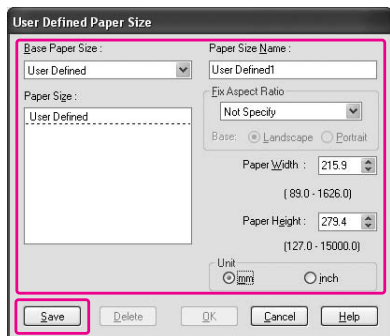 User Defined Paper Size
Base Paper Size :
User Defined
Paper Size :
User Defined
Paper Size Name :
User Defined1
Fix Aspect Ratio
Not Specify
Base: Landscape Portrait
Paper Width : 215.9
( 89.0 - 1626.0)
Paper Height : 279.4
(127.0 - 15000.0)
Unit
mm inch
Save Delete OK Cancel Help